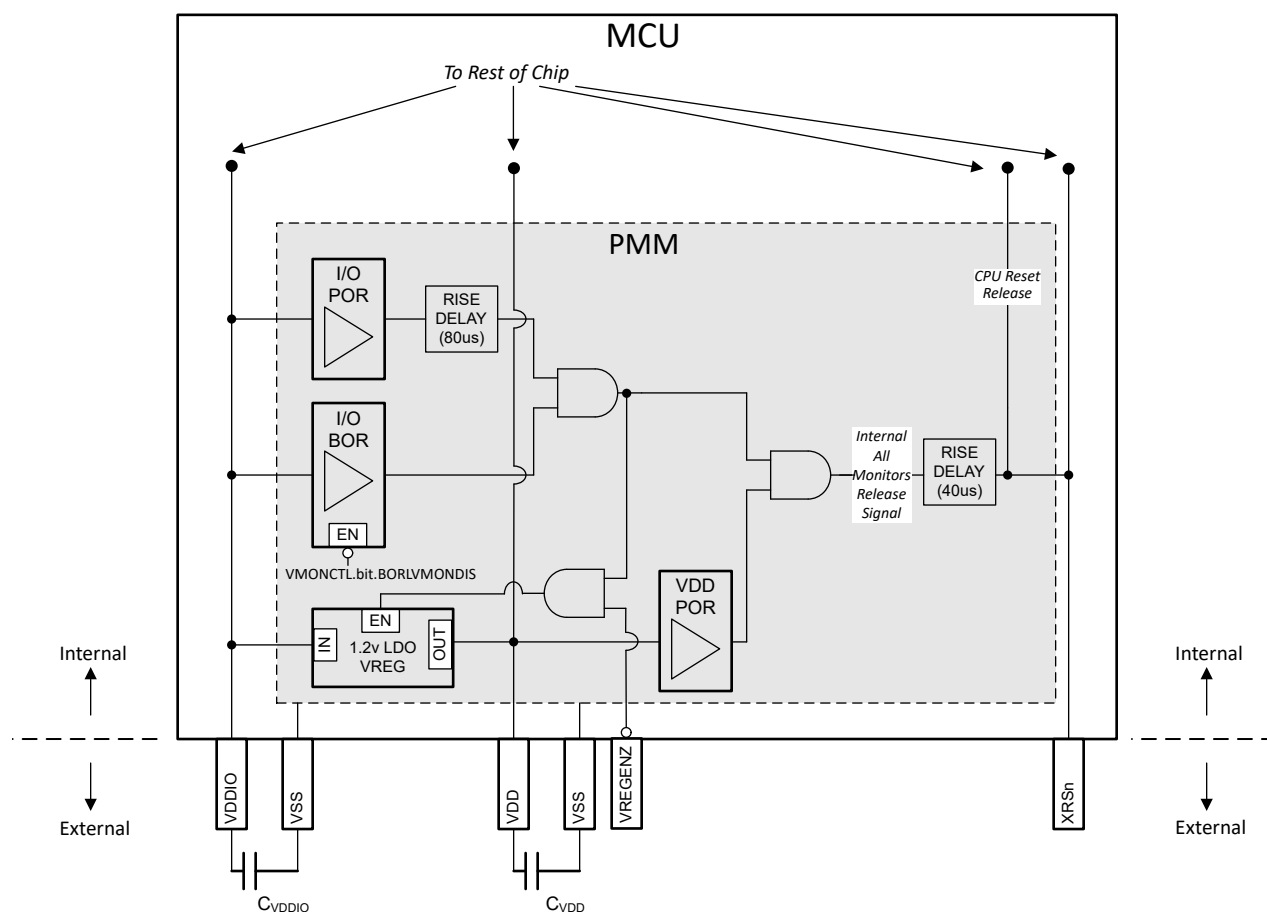 MCU
To Rest of Chip
PMM
I/O
POR
RISE
DELAY
(80us)
CPU Reset
Release
I/O
BOR
EN
VMONCTL.bit.BORLVMONDIS
Internal
All
Monitors
Release
Signal
RISE
DELAY
(40us)
EN
IN
1.2v LDO
VREG
OUT
VDD
POR
Internal
External
Internal
External
VDDIO
VSS
VDD
VSS
VREGENZ
XRSn
CVDDIO
CVDD